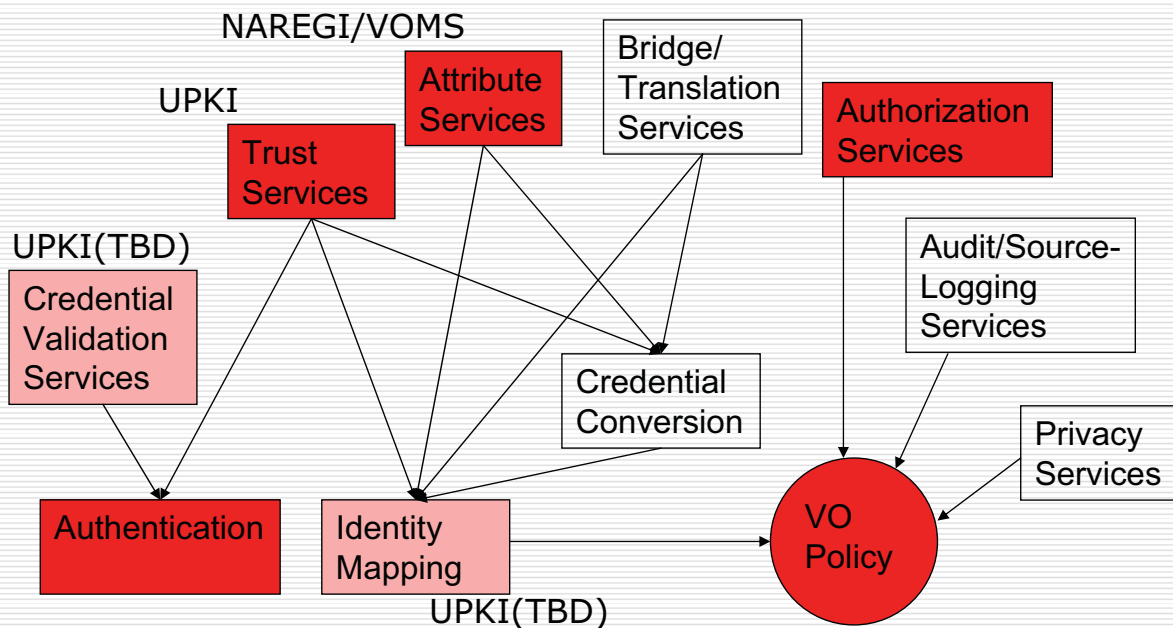 NAREGI/VOMS
Attribute
Services
Bridge/
Translation
Services
Authorization
Services
UPKI
Trust
Services
UPKI(TBD)
Credential
Validation
Services
Audit/Source-
Logging
Services
Credential
Conversion
Privacy
Services
Authentication
Identity
Mapping
UPKI(TBD)
VO
Policy